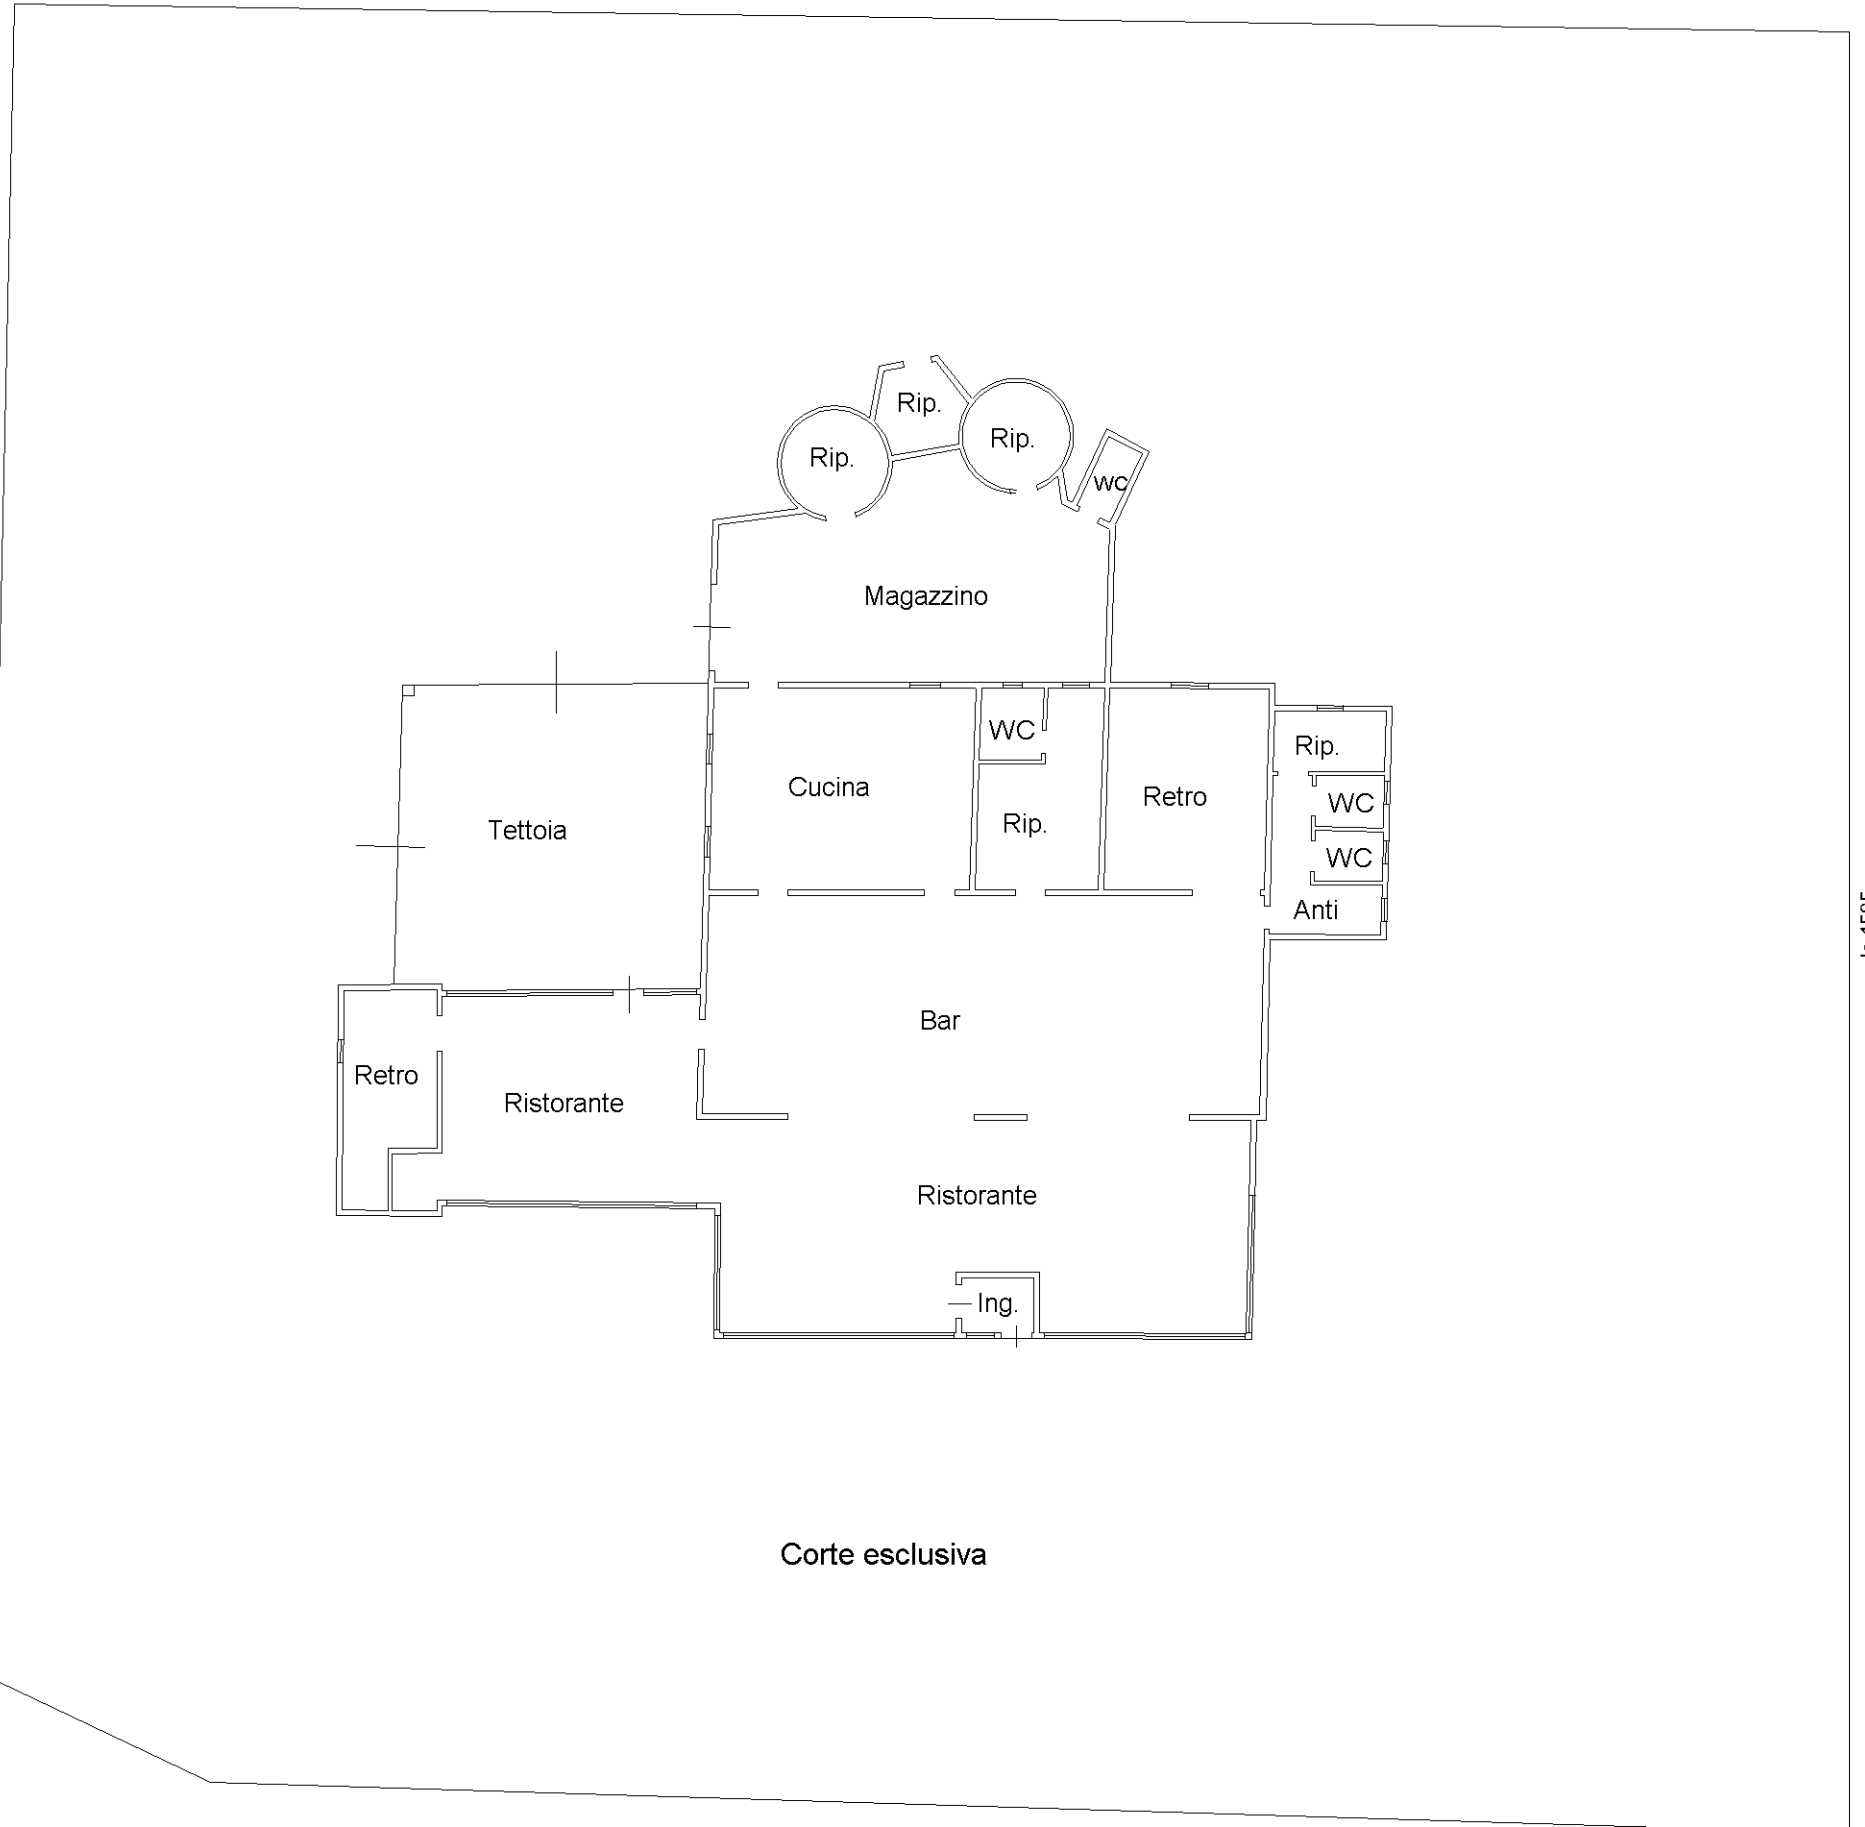 Rip.
Rip.
Rip.
wc
Magazzino
WC
Rip.
Cucina
Retro
WC
Tettoia
Rip.
WC
Anti
Bar
Retro
Ristorante
Ristorante
Ing.
Corte esclusiva